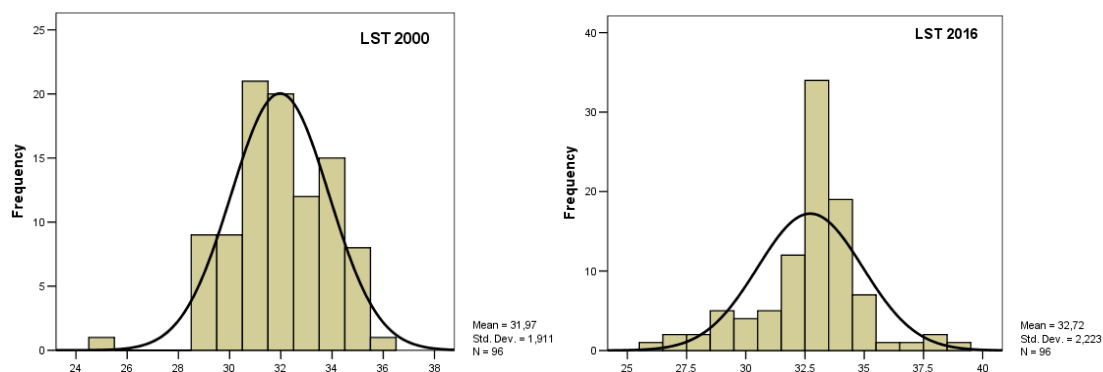 LST 2000
Frequency
25
20
15
10
5
0
24 26 28 30 32 34 36 38
Mean = 31,97
Std. Dev. = 1,911
N = 96
LST 2016
Frequency
40
30
20
10
0
25 27.5 30 32.5 35 37.5 40
Mean = 32,72
Std. Dev. = 2,223
N = 96